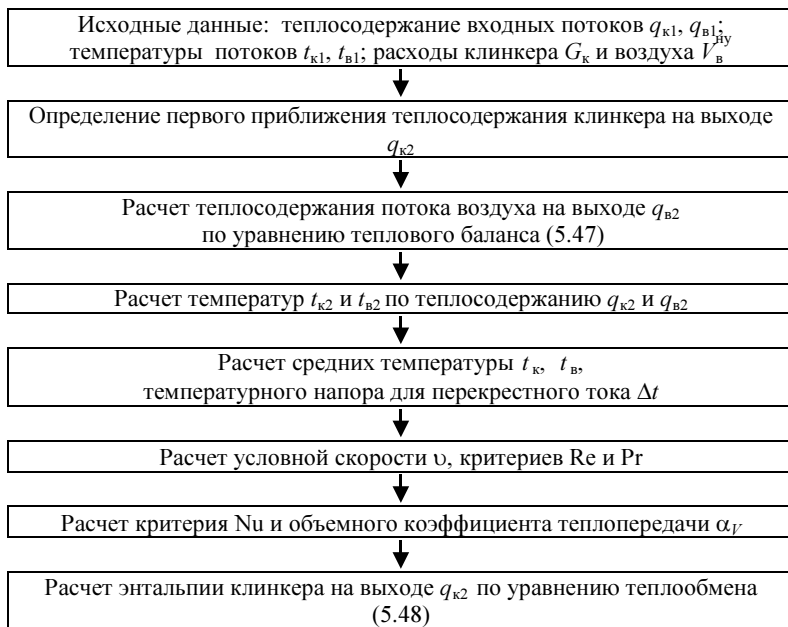 Исходные данные: теплосодержание входных потоков qк1, qв1;
температуры потоков tк1, tв1; расходы клинкера Gк и воздуха Vвну
Определение первого приближения теплосодержания клинкера на выходе
qк2
Расчет теплосодержания потока воздуха на выходе qв2
по уравнению теплового баланса (5.47)
Расчет температур tк2 и tв2 по теплосодержанию qк2 и qв2
Расчет средних температуры tк, tв,
температурного напора для перекрестного тока Δt
Расчет условной скорости υ, критериев Re и Pr
Расчет критерия Nu и объемного коэффициента теплопередачи αV
Расчет энтальпии клинкера на выходе qк2 по уравнению теплообмена
(5.48)